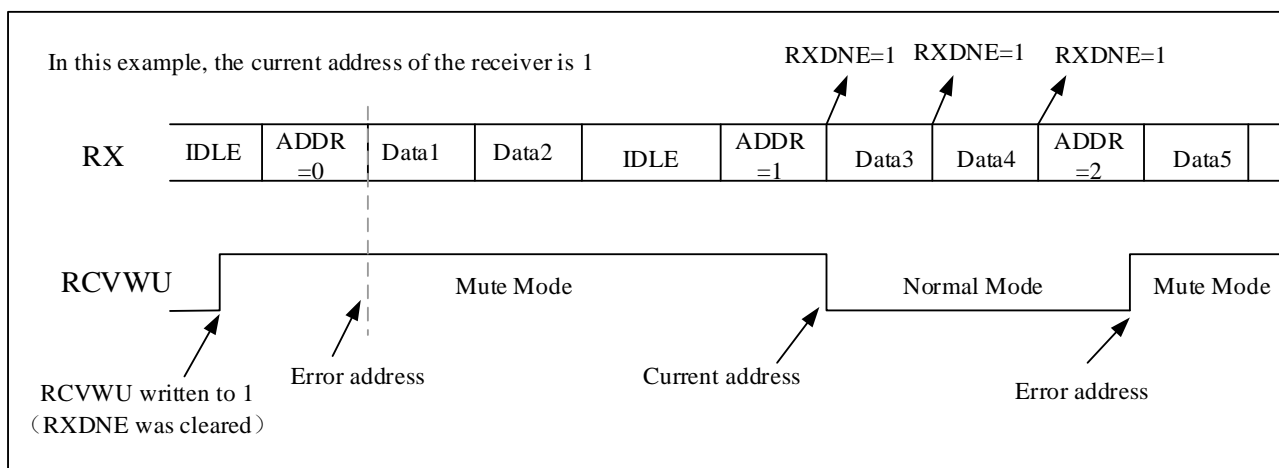 In this example, the current address of the receiver is 1
RXDNE=1
RXDNE=1
RXDNE=1
RX
IDLE
ADDR
=0
Data1
Data2
IDLE
ADDR
=1
Data3
Data4
ADDR
=2
Data5
RCVWU
Mute Mode
Normal Mode
Mute Mode
Error address
Current address
Error address
RCVWU written to 1
（RXDNE was cleared）